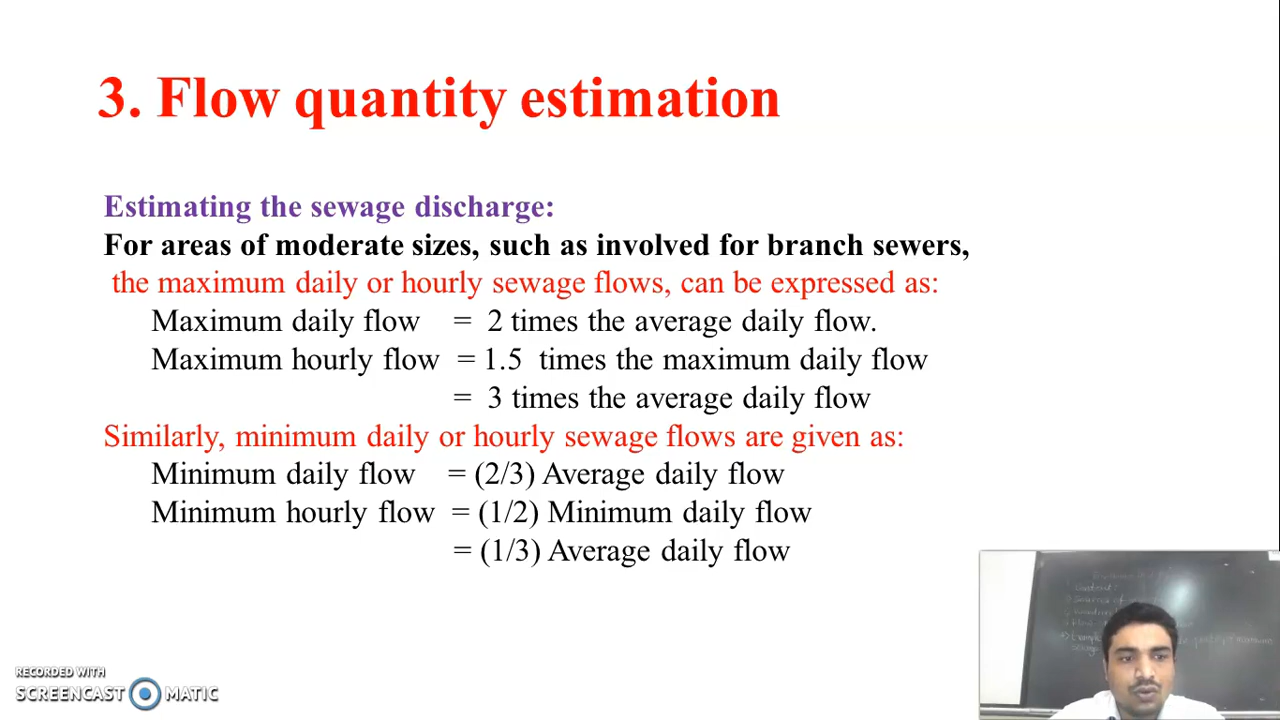 3. Flow quantity estimation
Estimating the sewage discharge:
For areas of moderate sizes, such as involved for branch sewers,
the maximum daily or hourly sewage flows, can be expressed as:
Maximum daily flow = 2 times the average daily flow.
Maximum hourly flow = 1.5 times the maximum daily flow
= 3 times the average daily flow
Similarly, minimum daily or hourly sewage flows are given as:
Minimum daily flow = (2/3) Average daily flow
Minimum hourly flow = (1/2) Minimum daily flow
= (1/3) Average daily flow
RECORDED WITH
SCREENCAST MATIC